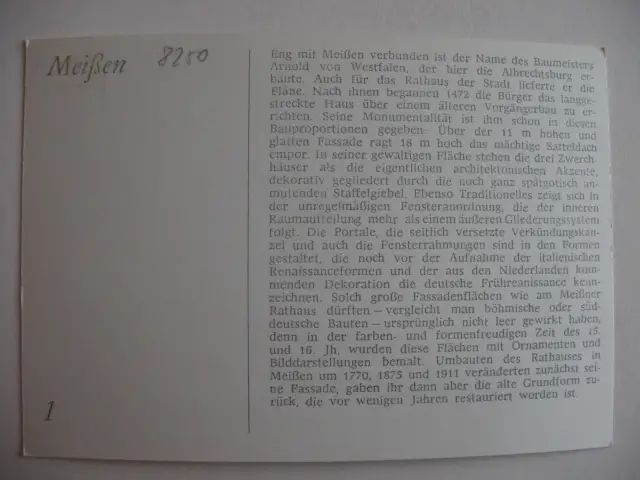 Meißen
8250
Eng mit Meißen verbunden ist der Name des Baumeisters
Arnold von Westfalen, der hier die Albrechtsburg er-
baute. Auch für das Rathaus der Stadt lieferte er die
Pläne. Nach ihnen begannen 1472 die Bürger das langge-
streckte Haus über einem älteren Vorgängerbau zu er-
richten. Seine Monumentalität ist ihm schon in diesen
Bauproportionen gegeben: Über der 11 m hohen und
glatten Fassade ragt 18 m hoch das mächtige Satteldach
empor. In seiner gewaltigen Fläche stehen die drei Zwerch-
häuser als die eigentlichen architektonischen Akzente,
dekorativ gegliedert durch die noch ganz spätgotisch an-
mutenden Staffelgiebel. Ebenso Traditionelles zeigt sich in
der unregelmäßigen Fensteranordnung, die der inneren
Raumaufteilung mehr als einem äußeren Gliederungssystem
folgt. Die Portale, die seitlich versetzte Verkündungskan-
zel und auch die Fensterrahmungen sind in den Formen
gestaltet, die noch vor der Aufnahme der italienischen
Renaissanceformen und der aus den Niederlanden kom-
menden Dekoration die deutsche Frühreanissance kenn-
zeichnen. Solch große Fassadenflächen wie am Meißner
Rathaus dürften – vergleicht man böhmische oder süd-
deutsche Bauten – ursprünglich nicht leer gewirkt haben,
denn in der farben- und formenfreudigen Zeit des 15.
und 16. Jh. wurden diese Flächen mit Ornamenten und
Bilddarstellungen bemalt. Umbauten des Rathauses in
Meißen um 1770, 1875 und 1911 veränderten zunächst sei-
ne Fassade, gaben ihr dann aber die alte Grundform zu-
rück, die vor wenigen Jahren restauriert worden ist.
1